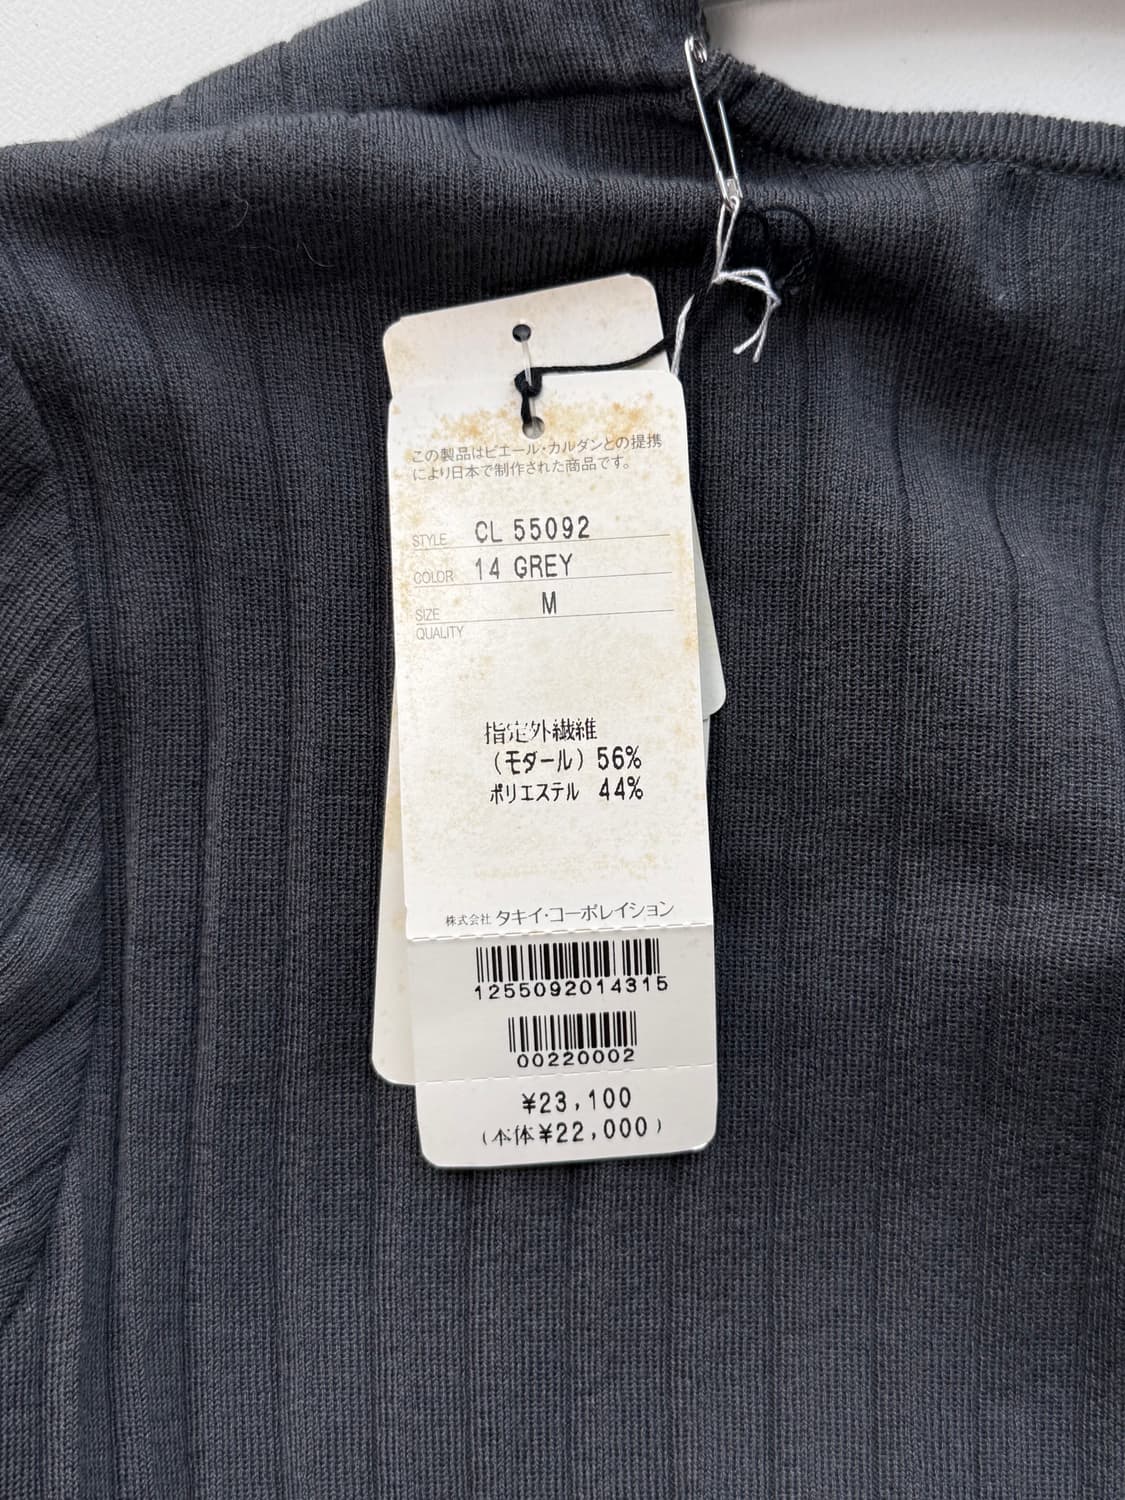 この製品はピエール・カルダンとの提携
により日本で制作された商品です。
STYLE CL 55092
COLOR 14 GREY
SIZE M
QUALITY
指定外繊維
(モダール) 56%
ポリエステル 44%
株式会社 タキイ・コーポレイション
1255092014315
00220002
¥23,100
(本体¥22,000)